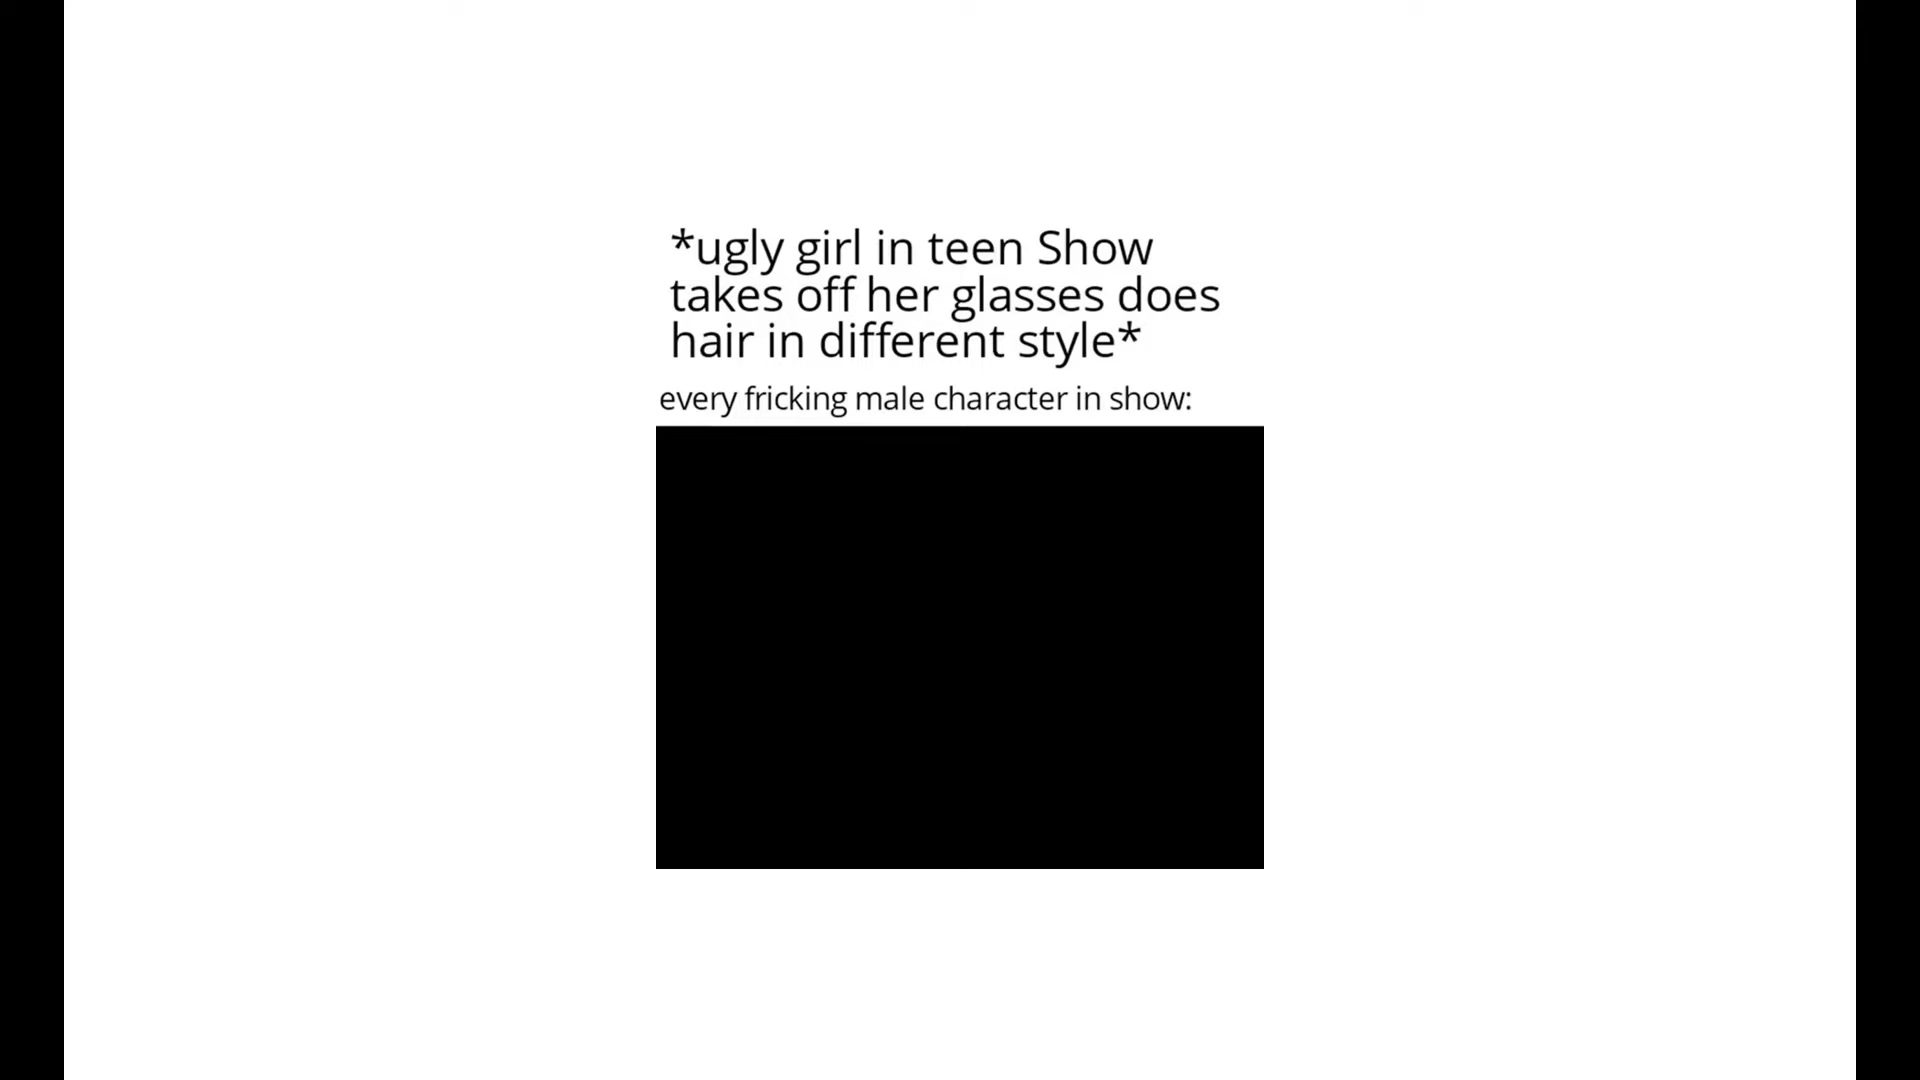 *ugly girl in teen Show
takes off her glasses does
hair in different style*
every fricking male character in show: